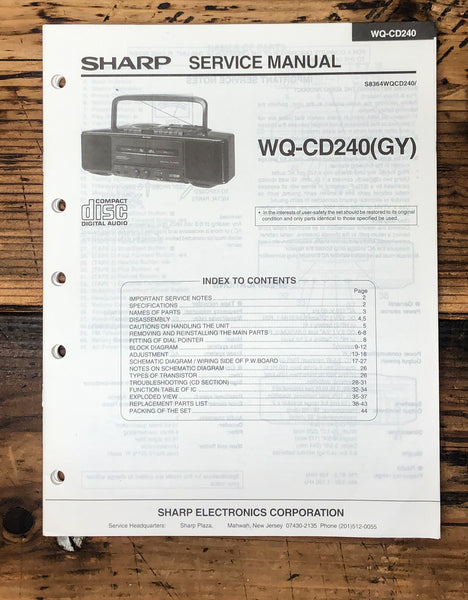 WQ-CD240
SHARP SERVICE MANUAL
S8364WQCD240/
WQ-CD240(GY)
COMPACT
disc
DIGITAL AUDIO
• In the interests of user-safety the set should be restored to its original
condition and only parts identical to those specified be used.
INDEX TO CONTENTS
Page
IMPORTANT SERVICE NOTES 2
SPECIFICATIONS 2
NAMES OF PARTS 3
DISASSEMBLY 4,5
CAUTIONS ON HANDLING THE UNIT 5
REMOVING AND REINSTALLING THE MAIN PARTS 6-8
FITTING OF DIAL POINTER 8
BLOCK DIAGRAM 9-12
ADJUSTMENT 13-16
SCHEMATIC DIAGRAM / WIRING SIDE OF P.W.BOARD 17-27
NOTES ON SCHEMATIC DIAGRAM 26
TYPES OF TRANSISTOR 26
TROUBLESHOOTING (CD SECTION) 28-31
FUNCTION TABLE OF IC 32-34
EXPLODED VIEW 35-37
REPLACEMENT PARTS LIST 38-43
PACKING OF THE SET 44
SHARP ELECTRONICS CORPORATION
Service Headquarters: Sharp Plaza, Mahwah, New Jersey 07430-2135 Phone (201)512-0055